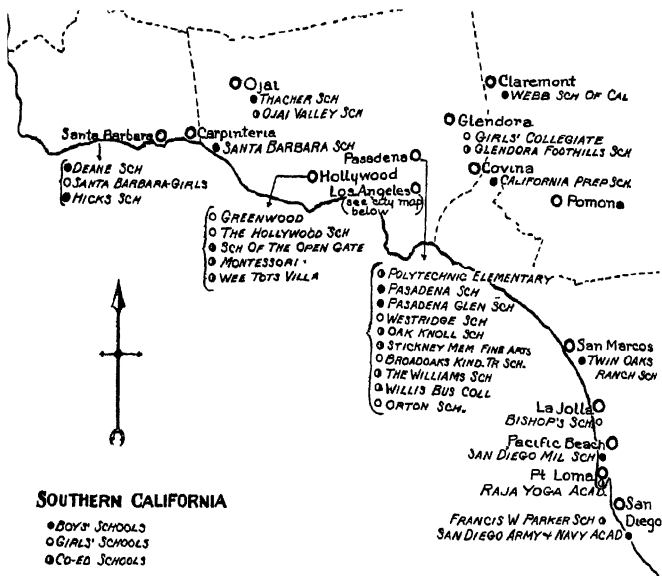 Ojai
Thacher Sch
Ojai Valley Sch
Claremont
Webb Sch of Cal
Glendora
Girls' Collegiate
Glendora Foothills Sch
Santa Barbara
Carpinteria
Santa Barbara Sch
Pasadena
Covina
California Prep Sch.
Deane Sch
Santa Barbara-Girls
Hicks Sch
Hollywood
Los Angeles
(see city map
below)
Pomona
Greenwood
The Hollywood Sch
Sch of the Open Gate
Montessori
Wee Tots Villa
Polytechnic Elementary
Pasadena Sch
Pasadena Glen Sch
Westridge Sch
Oak Knoll Sch
Stickney Mem Fine Arts
Broadoaks Kind. Tr Sch.
The Williams Sch
Willis Bus Coll
Orton Sch.
San Marcos
Twin Oaks
Ranch Sch
La Jolla
Bishop's Sch
Pacific Beach
San Diego Mil Sch
Pt Loma
Raja Yoga Acad.
San
Diego
Francis W Parker Sch
San Diego Army & Navy Acad
Southern California
Boys' Schools
Girls' Schools
Co-ed Schools